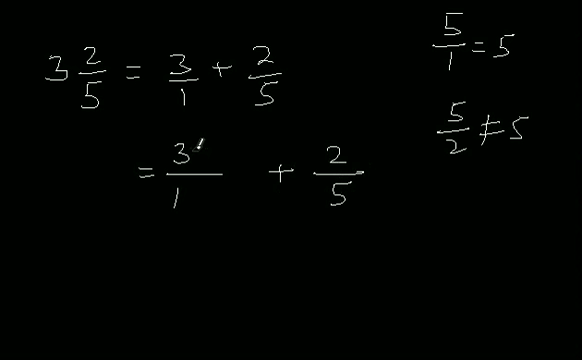 3 2/5 = 3/1 + 2/5
= 3/1 + 2/5
5/1 = 5
5/2 ≠ 5